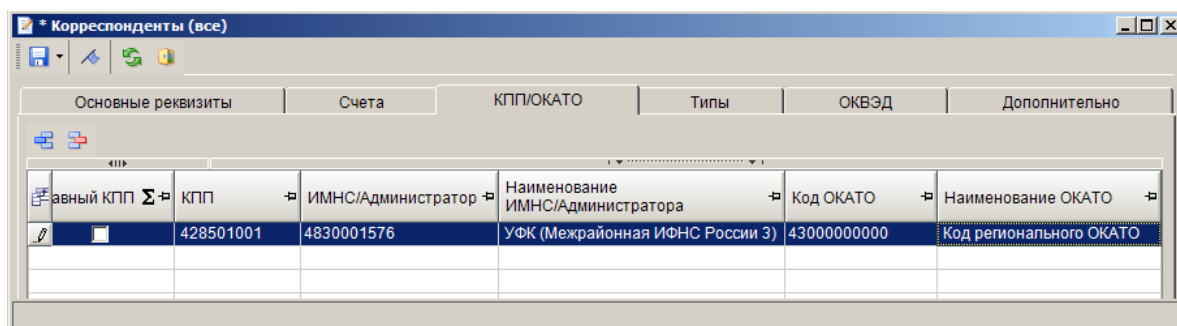 * Корреспонденты (все)
Основные реквизиты Счета КПП/ОКАТО Типы ОКВЭД Дополнительно
авный КПП Σ КПП ИМНС/Администратор Наименование ИМНС/Администратора Код ОКАТО Наименование ОКАТО
428501001 4830001576 УФК (Межрайонная ИФНС России 3) 43000000000 Код регионального ОКАТО